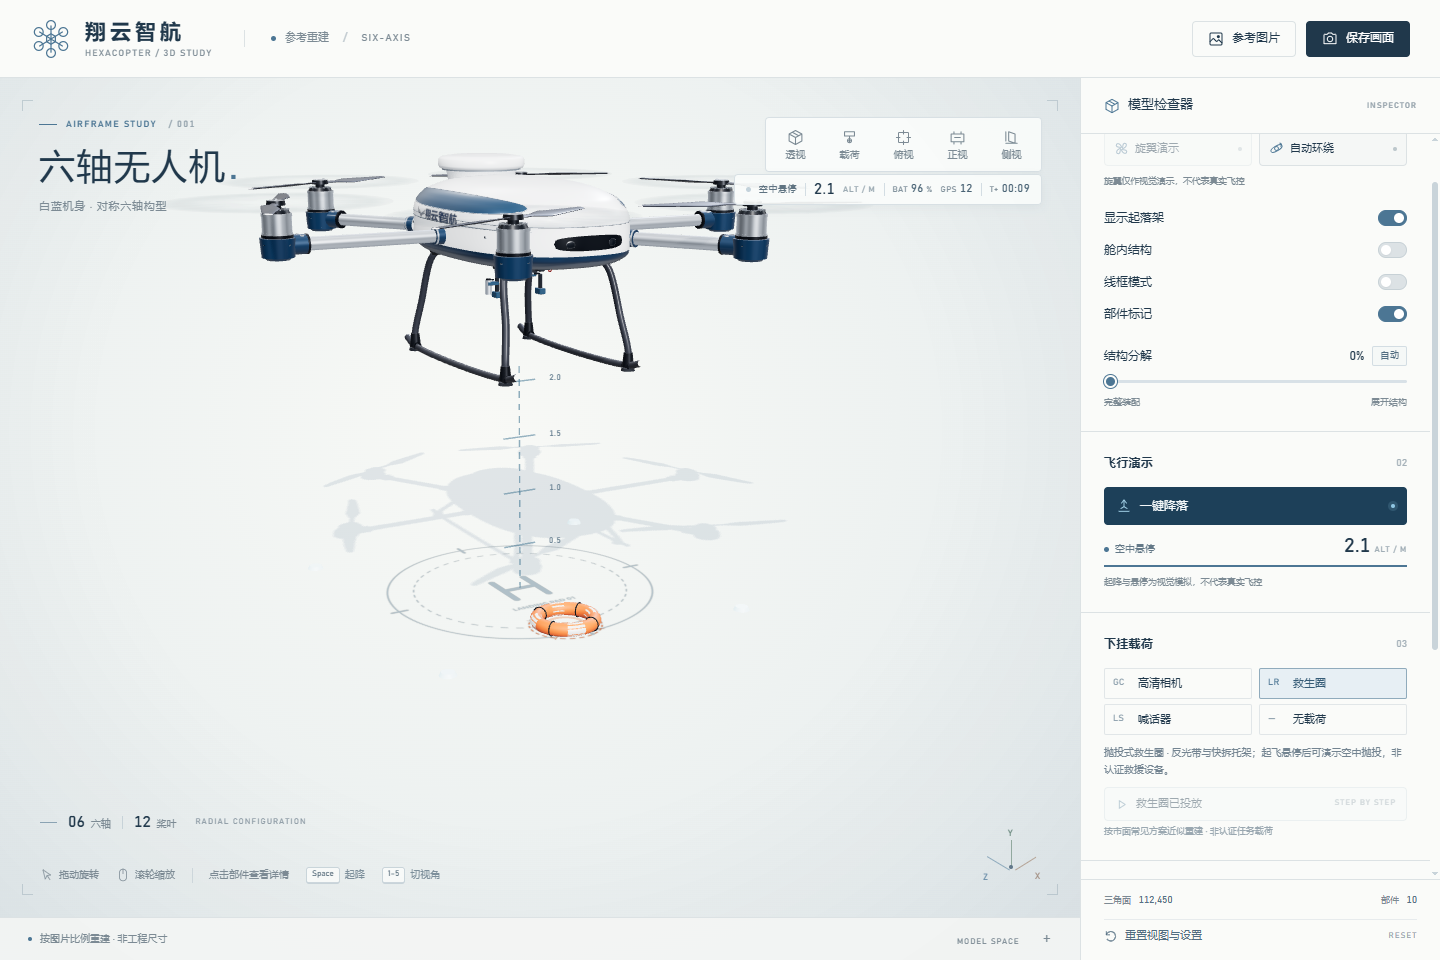 翔云智航
HEXACOPTER / 3D STUDY
参考重建 / SIX-AXIS
参考图片
保存画面
AIRFRAME STUDY / 001
六轴无人机.
白蓝机身 · 对称六轴构型
透视
载荷
俯视
正视
侧视
空中悬停 2.1 ALT / M BAT 96 % GPS 12 T+ 00:09
翔云智航
2.0
1.5
1.0
0.5
H
06 六轴 12 桨叶 RADIAL CONFIGURATION
拖动旋转 滚轮缩放 点击部件查看详情 Space 起降 1-5 切视角
Y
Z
X
按图片比例重建 · 非工程尺寸
MODEL SPACE +
模型检查器 INSPECTOR
旋翼演示
自动环绕
旋翼仅作视觉演示，不代表真实飞控
显示起落架
舱内结构
线框模式
部件标记
结构分解 0% 自动
完整装配 展开结构
飞行演示 02
一键降落
空中悬停 2.1 ALT / M
起降与悬停为视觉模拟，不代表真实飞控
下挂载荷 03
GC 高清相机
LR 救生圈
LS 喊话器
— 无载荷
抛投式救生圈 · 反光带与快拆托架；起飞悬停后可演示空中抛投，非
认证救援设备。
救生圈已投放 STEP BY STEP
按市面常见方案近似重建 · 非认证任务载荷
三角面 112,450 部件 10
重置视图与设置 RESET